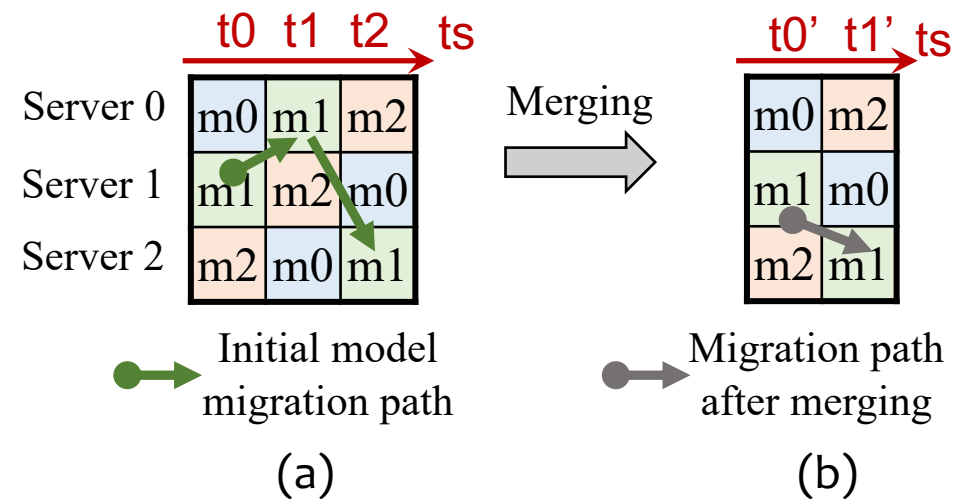 t0 t1 t2 ts
Server 0 m0 m1 m2
Server 1 m1 m2 m0
Server 2 m2 m0 m1
Initial model
migration path
(a)
Merging
t0’ t1’ ts
m0 m2
m1 m0
m2 m1
Migration path
after merging
(b)